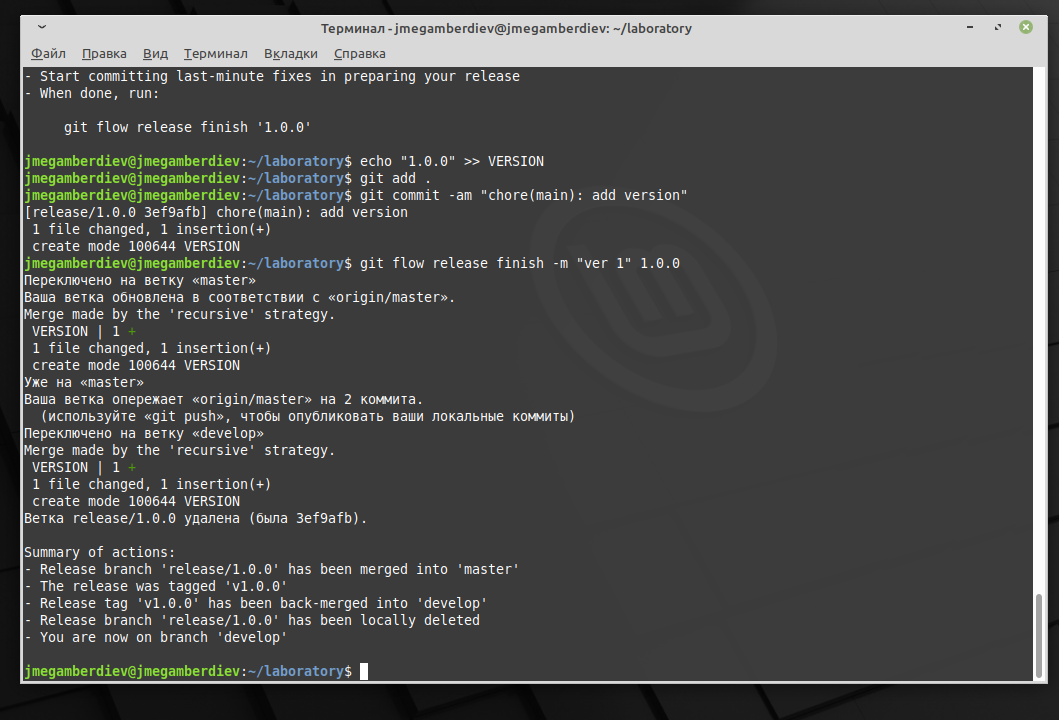 Терминал - jmegamberdiev@jmegamberdiev: ~/laboratory
Файл Правка Вид Терминал Вкладки Справка
- Start committing last-minute fixes in preparing your release
- When done, run:
git flow release finish '1.0.0'
jmegamberdiev@jmegamberdiev:~/laboratory$ echo "1.0.0" >> VERSION
jmegamberdiev@jmegamberdiev:~/laboratory$ git add .
jmegamberdiev@jmegamberdiev:~/laboratory$ git commit -am "chore(main): add version"
[release/1.0.0 3ef9afb] chore(main): add version
1 file changed, 1 insertion(+)
create mode 100644 VERSION
jmegamberdiev@jmegamberdiev:~/laboratory$ git flow release finish -m "ver 1" 1.0.0
Переключено на ветку «master»
Ваша ветка обновлена в соответствии с «origin/master».
Merge made by the 'recursive' strategy.
VERSION | 1 +
1 file changed, 1 insertion(+)
create mode 100644 VERSION
Уже на «master»
Ваша ветка опережает «origin/master» на 2 коммита.
(используйте «git push», чтобы опубликовать ваши локальные коммиты)
Переключено на ветку «develop»
Merge made by the 'recursive' strategy.
VERSION | 1 +
1 file changed, 1 insertion(+)
create mode 100644 VERSION
Ветка release/1.0.0 удалена (была 3ef9afb).
Summary of actions:
- Release branch 'release/1.0.0' has been merged into 'master'
- The release was tagged 'v1.0.0'
- Release tag 'v1.0.0' has been back-merged into 'develop'
- Release branch 'release/1.0.0' has been locally deleted
- You are now on branch 'develop'
jmegamberdiev@jmegamberdiev:~/laboratory$